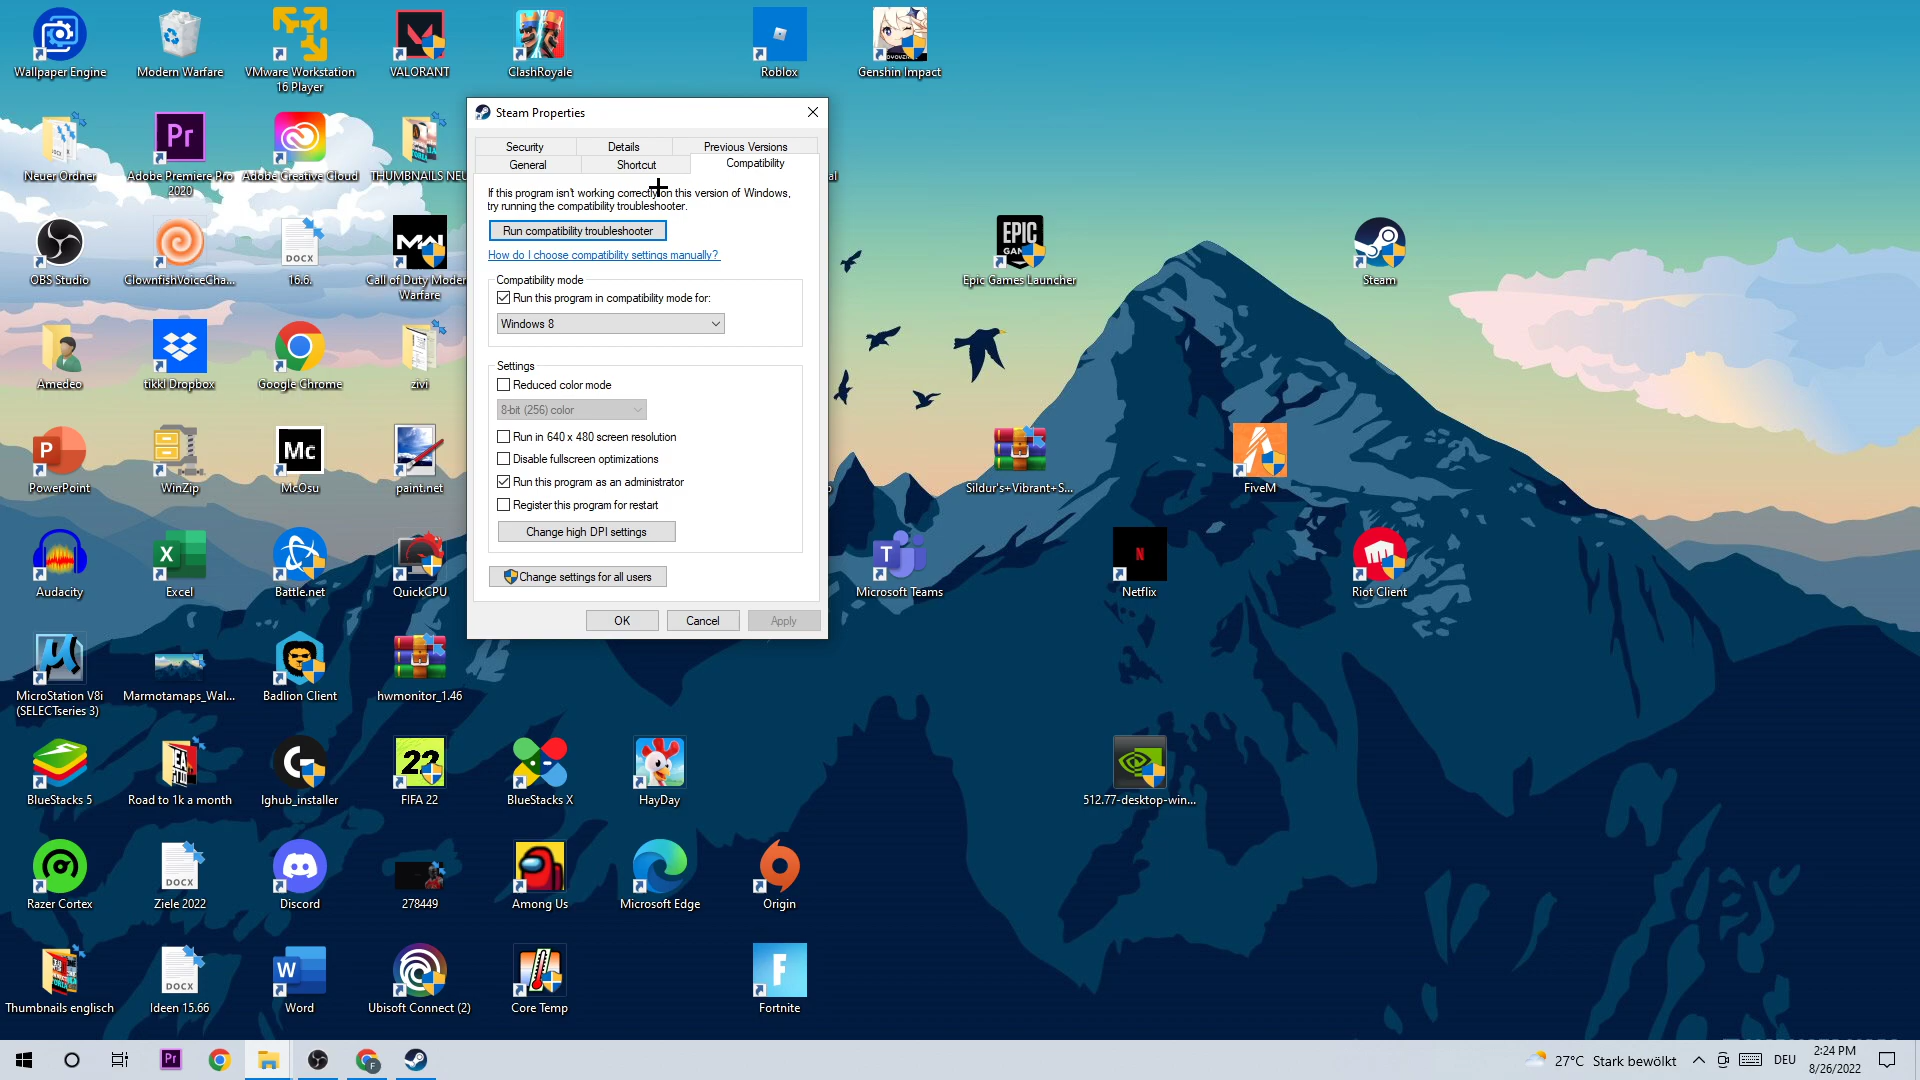 Wallpaper Engine
Modern Warfare
VMware Workstation
16 Player
VALORANT
ClashRoyale
Roblox
Genshin Impact
Neuer Ordner
Adobe Premiere Pro
2020
Adobe Creative Cloud
THUMBNAILS NEU
OBS Studio
ClownfishVoiceCha...
DOCX
16.6.
Call of Duty Moder
Warfare
EPIC
GAM
Epic Games Launcher
Steam
Amedeo
tikkl Dropbox
Google Chrome
zivi
PowerPoint
WinZip
Mc
McOsu
paint.net
Sildur's+Vibrant+S...
FiveM
Audacity
Excel
Battle.net
QuickCPU
Microsoft Teams
Netflix
Riot Client
MicroStation V8i
(SELECTseries 3)
Marmotamaps_Wal...
Badlion Client
hwmonitor_1.46
BlueStacks 5
Road to 1k a month
lghub_installer
22
FIFA 22
BlueStacks X
HayDay
512.77-desktop-win...
Razer Cortex
DOCX
Ziele 2022
Discord
278449
Among Us
Microsoft Edge
Origin
Thumbnails englisch
DOCX
Ideen 15.66
Word
Ubisoft Connect (2)
Core Temp
Fortnite
Steam Properties
Security
Details
Previous Versions
General
Shortcut
Compatibility
If this program isn't working correctly on this version of Windows,
try running the compatibility troubleshooter.
Run compatibility troubleshooter
How do I choose compatibility settings manually?
Compatibility mode
Run this program in compatibility mode for:
Windows 8
Settings
Reduced color mode
8-bit (256) color
Run in 640 x 480 screen resolution
Disable fullscreen optimizations
Run this program as an administrator
Register this program for restart
Change high DPI settings
Change settings for all users
OK
Cancel
Apply
27°C Stark bewölkt
DEU
2:24 PM
8/26/2022